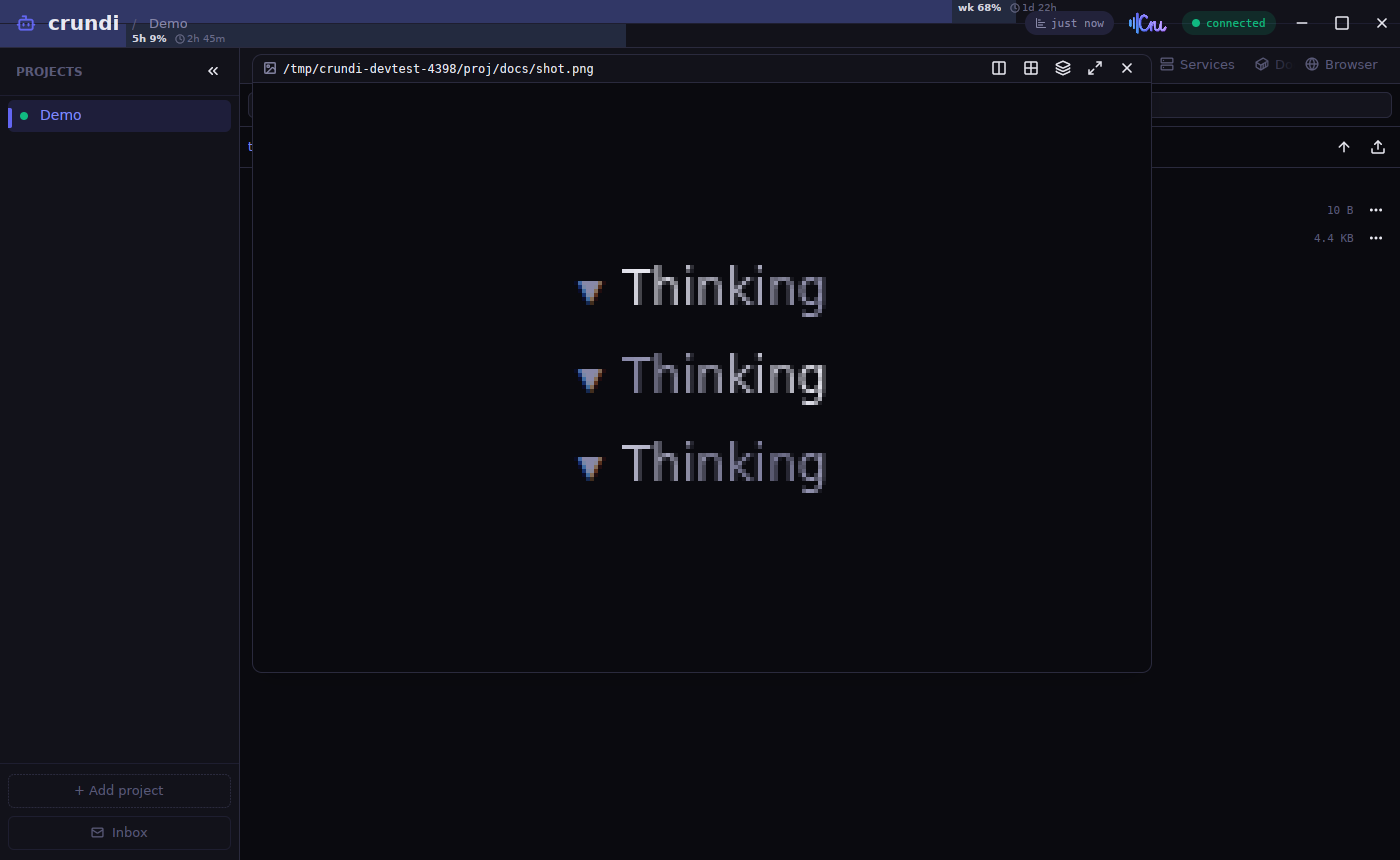 crundi / Demo
wk 68% 1d 22h
5h 9% 2h 45m
just now
Cru
connected
PROJECTS
Demo
/tmp/crundi-devtest-4398/proj/docs/shot.png
Services
Do
Browser
t
10 B
4.4 KB
▼ Thinking
▼ Thinking
▼ Thinking
+ Add project
Inbox